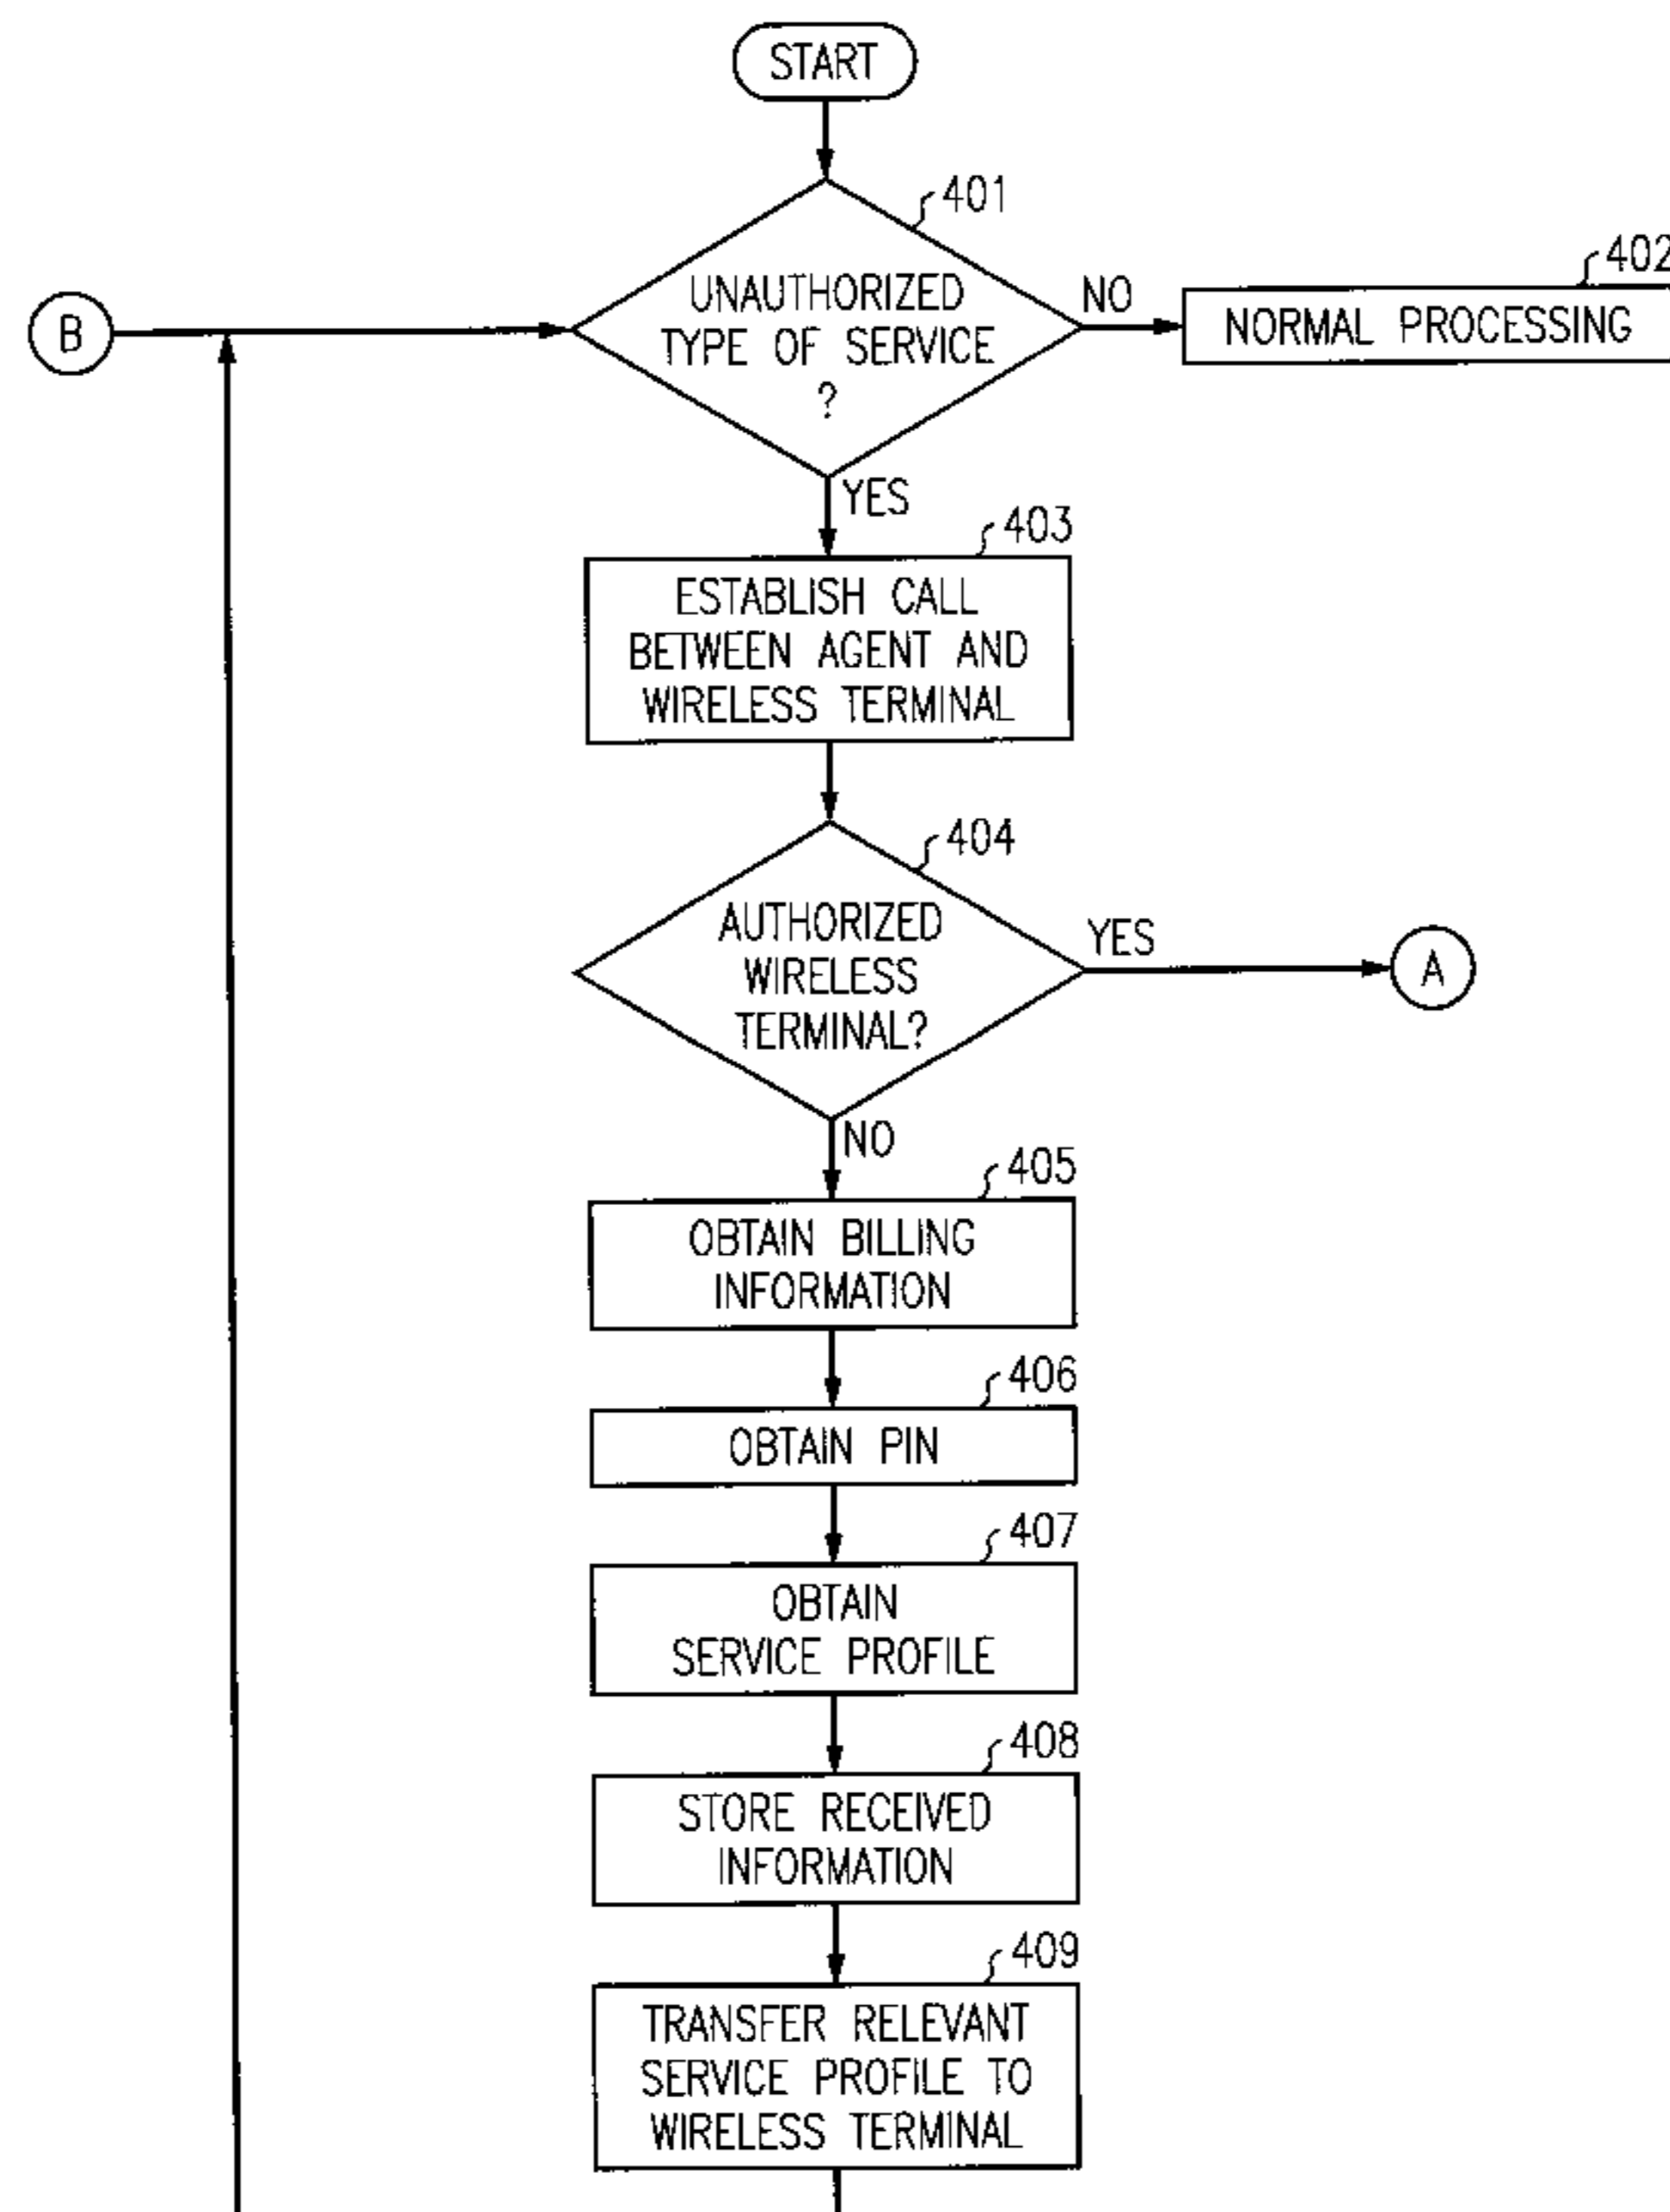 START
401
UNAUTHORIZED
TYPE OF SERVICE
?
NO
402
NORMAL PROCESSING
B
YES
403
ESTABLISH CALL
BETWEEN AGENT AND
WIRELESS TERMINAL
404
AUTHORIZED
WIRELESS
TERMINAL?
YES
A
NO
405
OBTAIN BILLING
INFORMATION
406
OBTAIN PIN
407
OBTAIN
SERVICE PROFILE
408
STORE RECEIVED
INFORMATION
409
TRANSFER RELEVANT
SERVICE PROFILE TO
WIRELESS TERMINAL